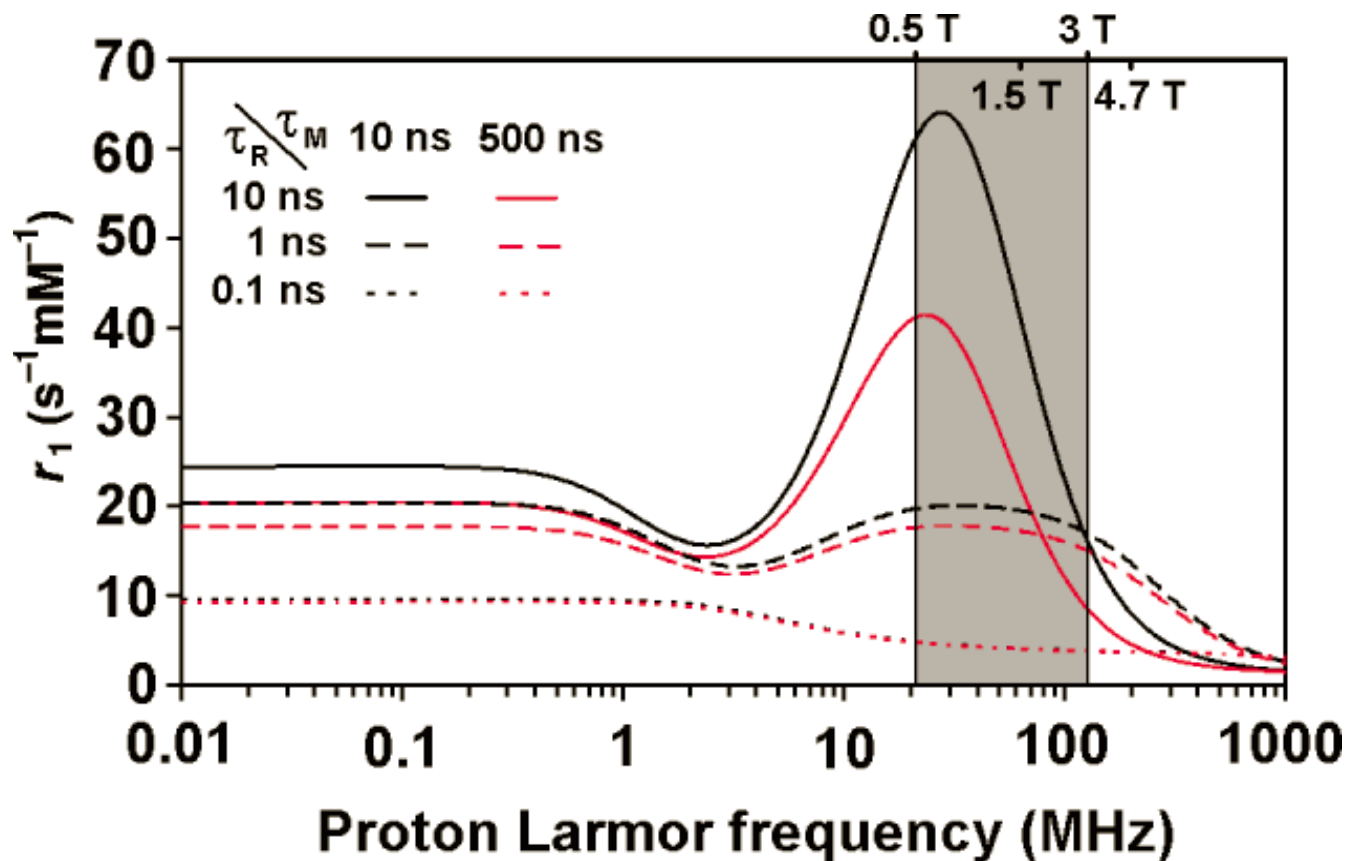 0.5 T 3 T
1.5 T 4.7 T
70
60
50
40
30
20
10
0
r₁ (s⁻¹mM⁻¹)
τR τM 10 ns 500 ns
10 ns
1 ns
0.1 ns
0.01 0.1 1 10 100 1000
Proton Larmor frequency (MHz)